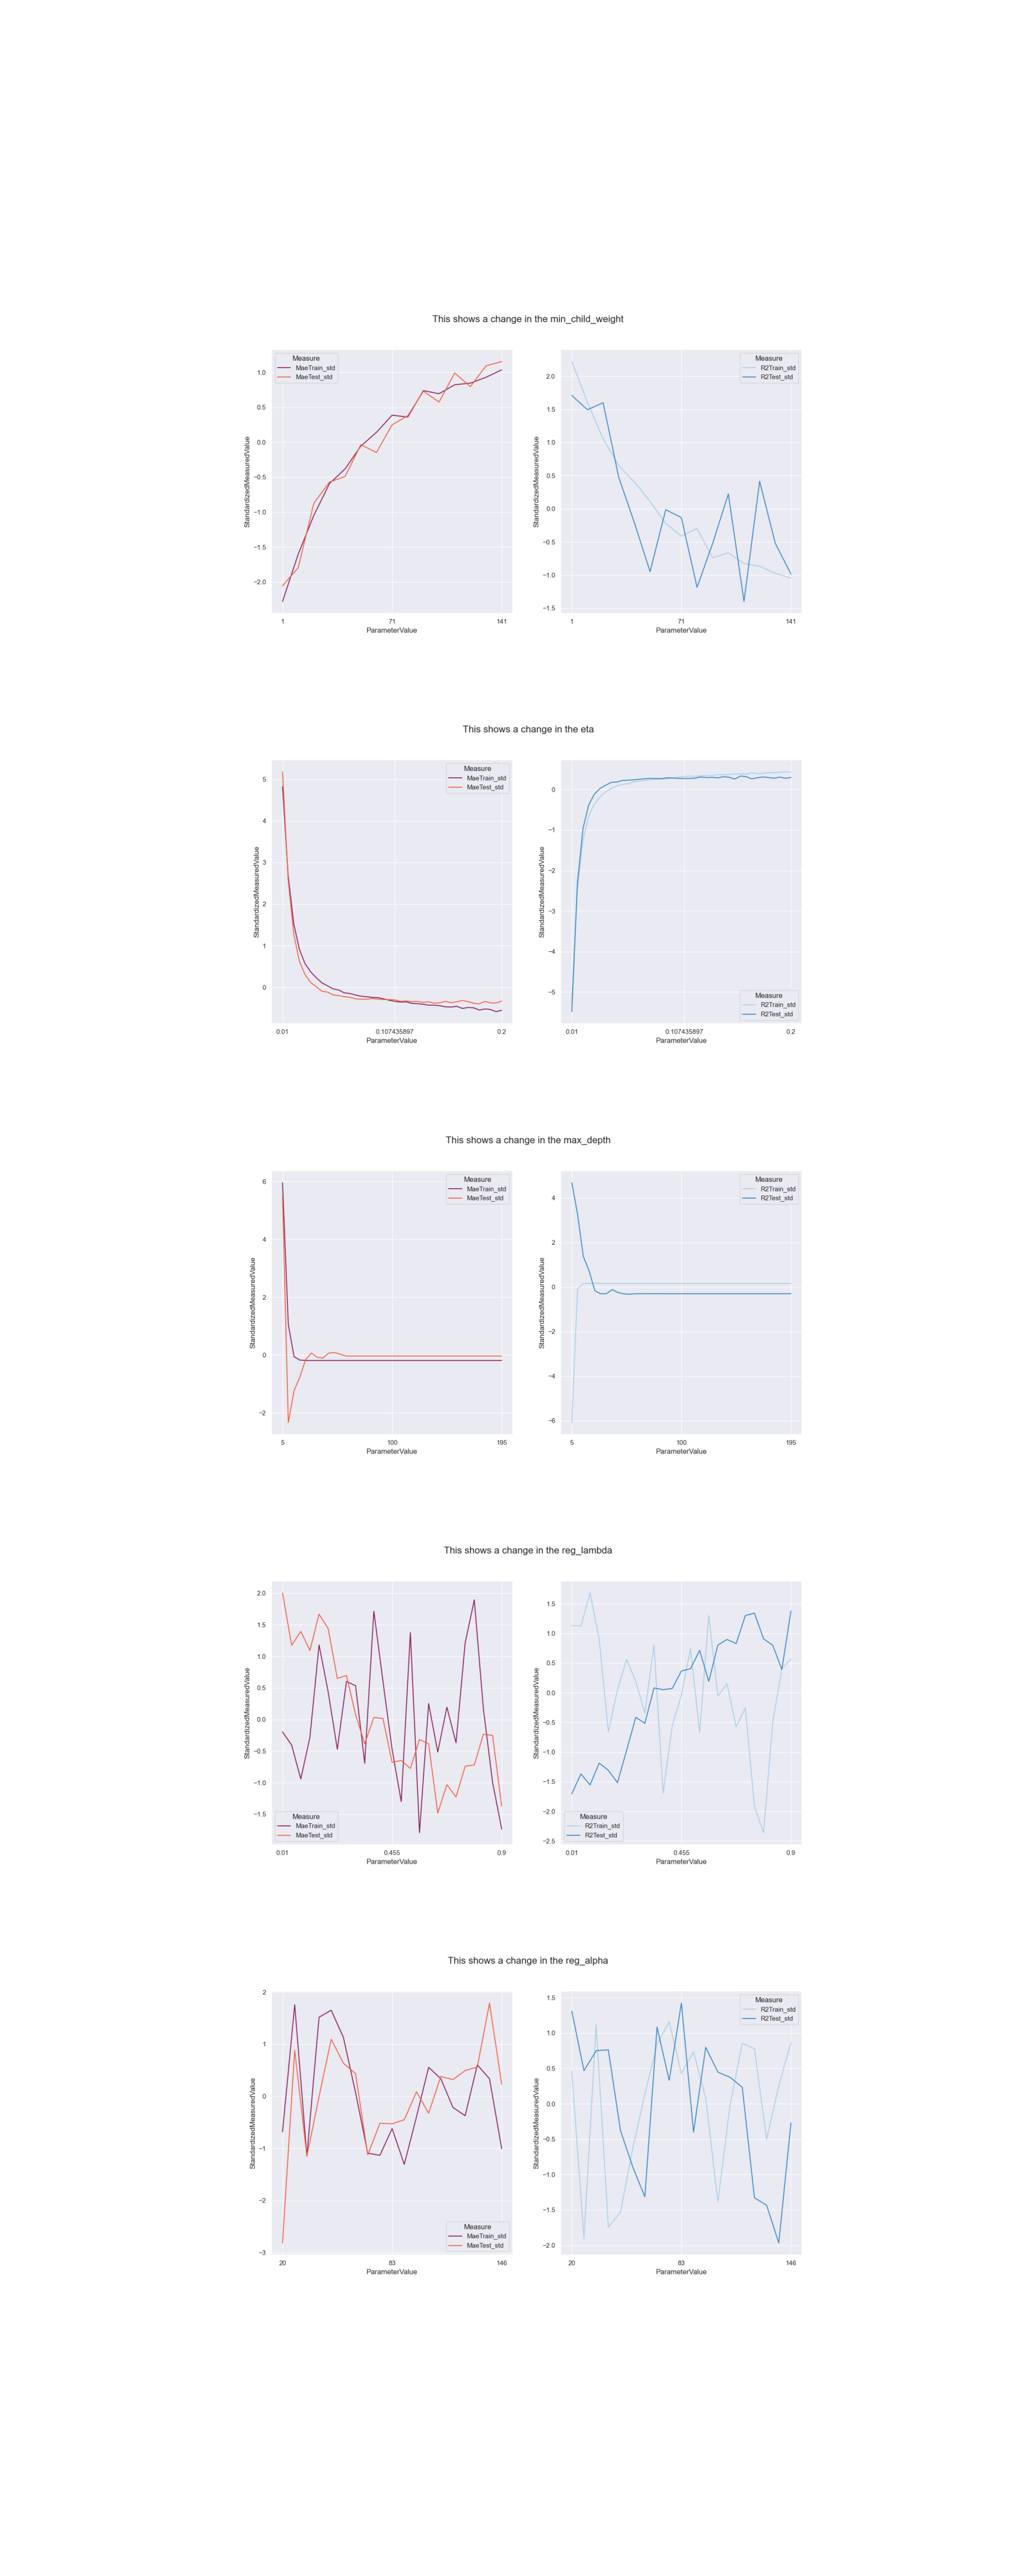 This shows a change in the min_child_weight
Measure
MaeTrain_std
MaeTest_std
1.0
0.5
0.0
−0.5
−1.0
−1.5
−2.0
StandardizedMeasuredValue
1
71
141
ParameterValue
Measure
R2Train_std
R2Test_std
2.0
1.5
1.0
0.5
0.0
−0.5
−1.0
−1.5
StandardizedMeasuredValue
1
71
141
ParameterValue
This shows a change in the eta
Measure
MaeTrain_std
MaeTest_std
5
4
3
2
1
0
StandardizedMeasuredValue
0.01
0.107435897
0.2
ParameterValue
0
−1
−2
−3
−4
−5
StandardizedMeasuredValue
Measure
R2Train_std
R2Test_std
0.01
0.107435897
0.2
ParameterValue
This shows a change in the max_depth
Measure
MaeTrain_std
MaeTest_std
6
4
2
0
−2
StandardizedMeasuredValue
5
100
195
ParameterValue
Measure
R2Train_std
R2Test_std
4
2
0
−2
−4
−6
StandardizedMeasuredValue
5
100
195
ParameterValue
This shows a change in the reg_lambda
2.0
1.5
1.0
0.5
0.0
−0.5
−1.0
−1.5
StandardizedMeasuredValue
Measure
MaeTrain_std
MaeTest_std
0.01
0.455
0.9
ParameterValue
1.5
1.0
0.5
0.0
−0.5
−1.0
−1.5
−2.0
−2.5
StandardizedMeasuredValue
Measure
R2Train_std
R2Test_std
0.01
0.455
0.9
ParameterValue
This shows a change in the reg_alpha
2
1
0
−1
−2
−3
StandardizedMeasuredValue
Measure
MaeTrain_std
MaeTest_std
20
83
146
ParameterValue
Measure
R2Train_std
R2Test_std
1.5
1.0
0.5
0.0
−0.5
−1.0
−1.5
−2.0
StandardizedMeasuredValue
20
83
146
ParameterValue